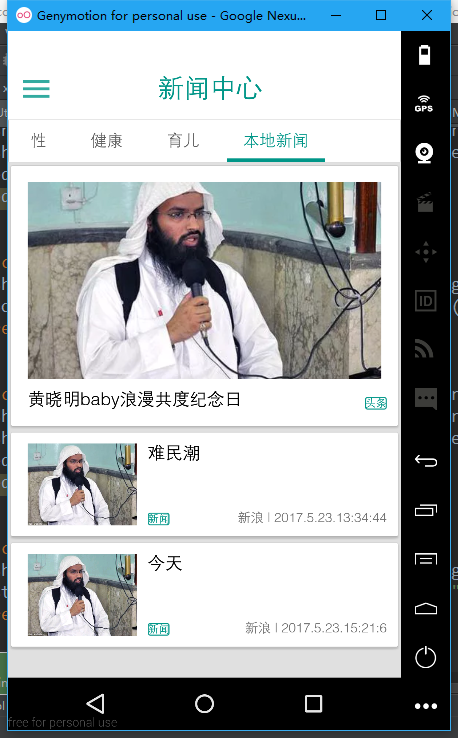 Genymotion for personal use - Google Nexu...
GPS
新闻中心
性
健康
育儿
本地新闻
黄晓明baby浪漫共度纪念日
头条
难民潮
新闻
新浪 | 2017.5.23.13:34:44
今天
新闻
新浪 | 2017.5.23.15:21:6
ID
free for personal use